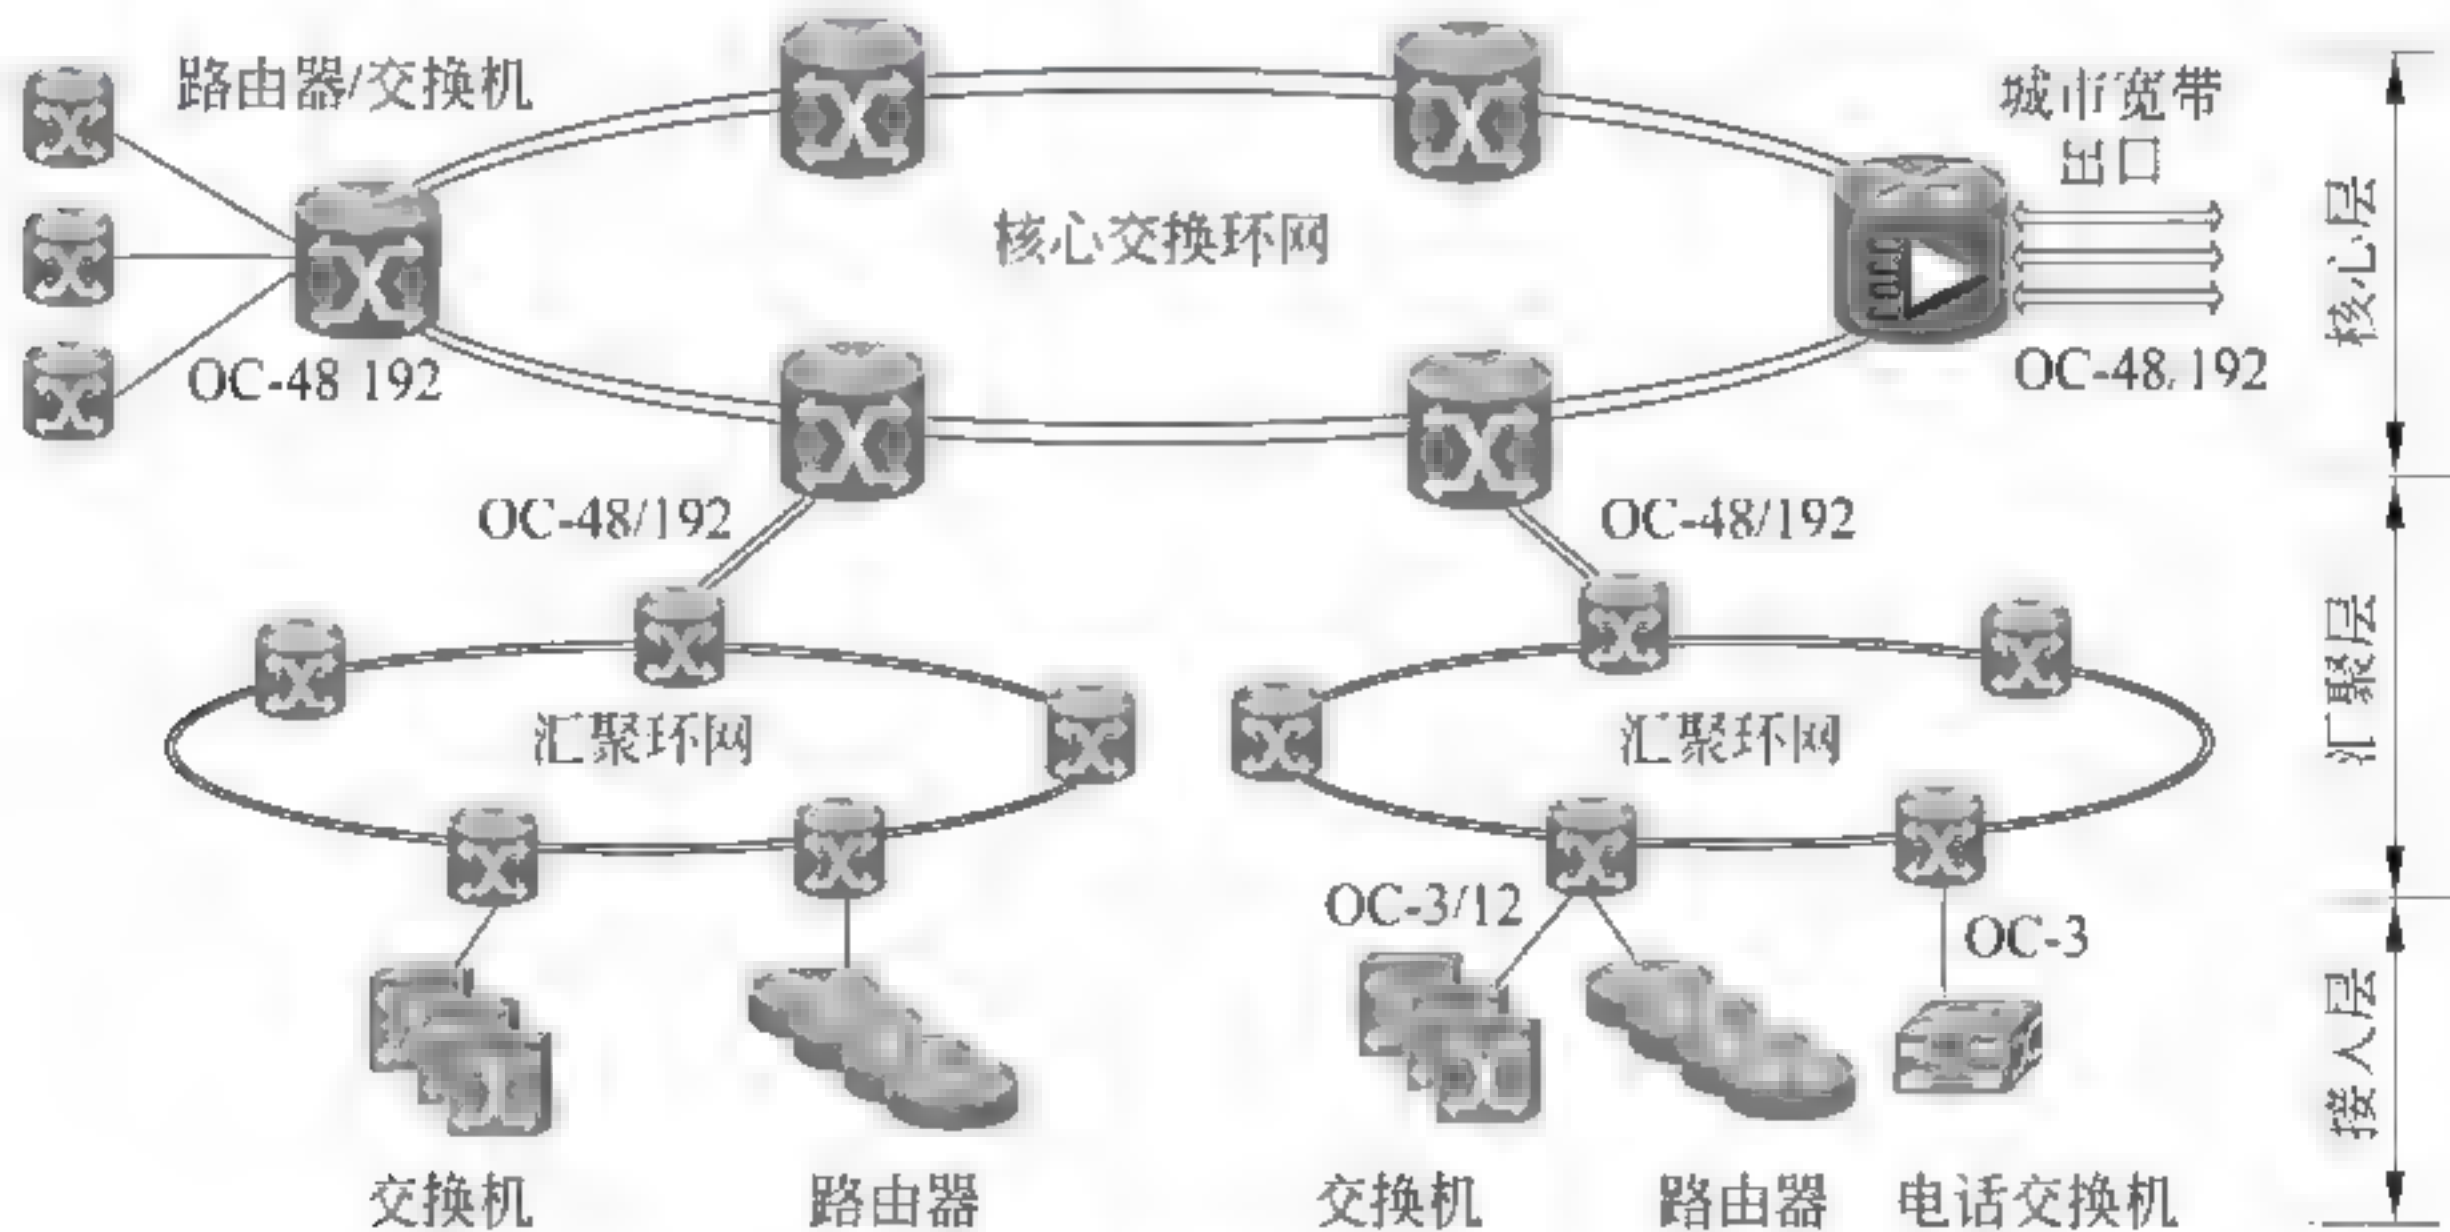 路由器/交换机
城市宽带
出口
核心交换环网
核心层
OC-48 192
OC-48/192
OC-48/192
OC-48/192
汇聚环网
汇聚环网
汇聚层
OC-3/12
OC-3
接入层
交换机
路由器
交换机
路由器
电话交换机